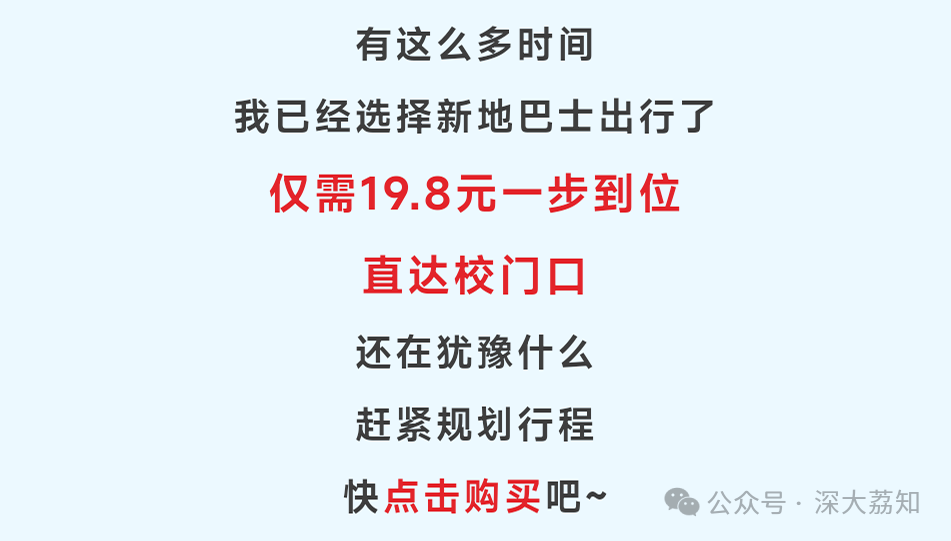 有这么多时间
我已经选择新地巴士出行了
仅需19.8元一步到位
直达校门口
还在犹豫什么
赶紧规划行程
快点击购买吧~
公众号 · 深大荔知